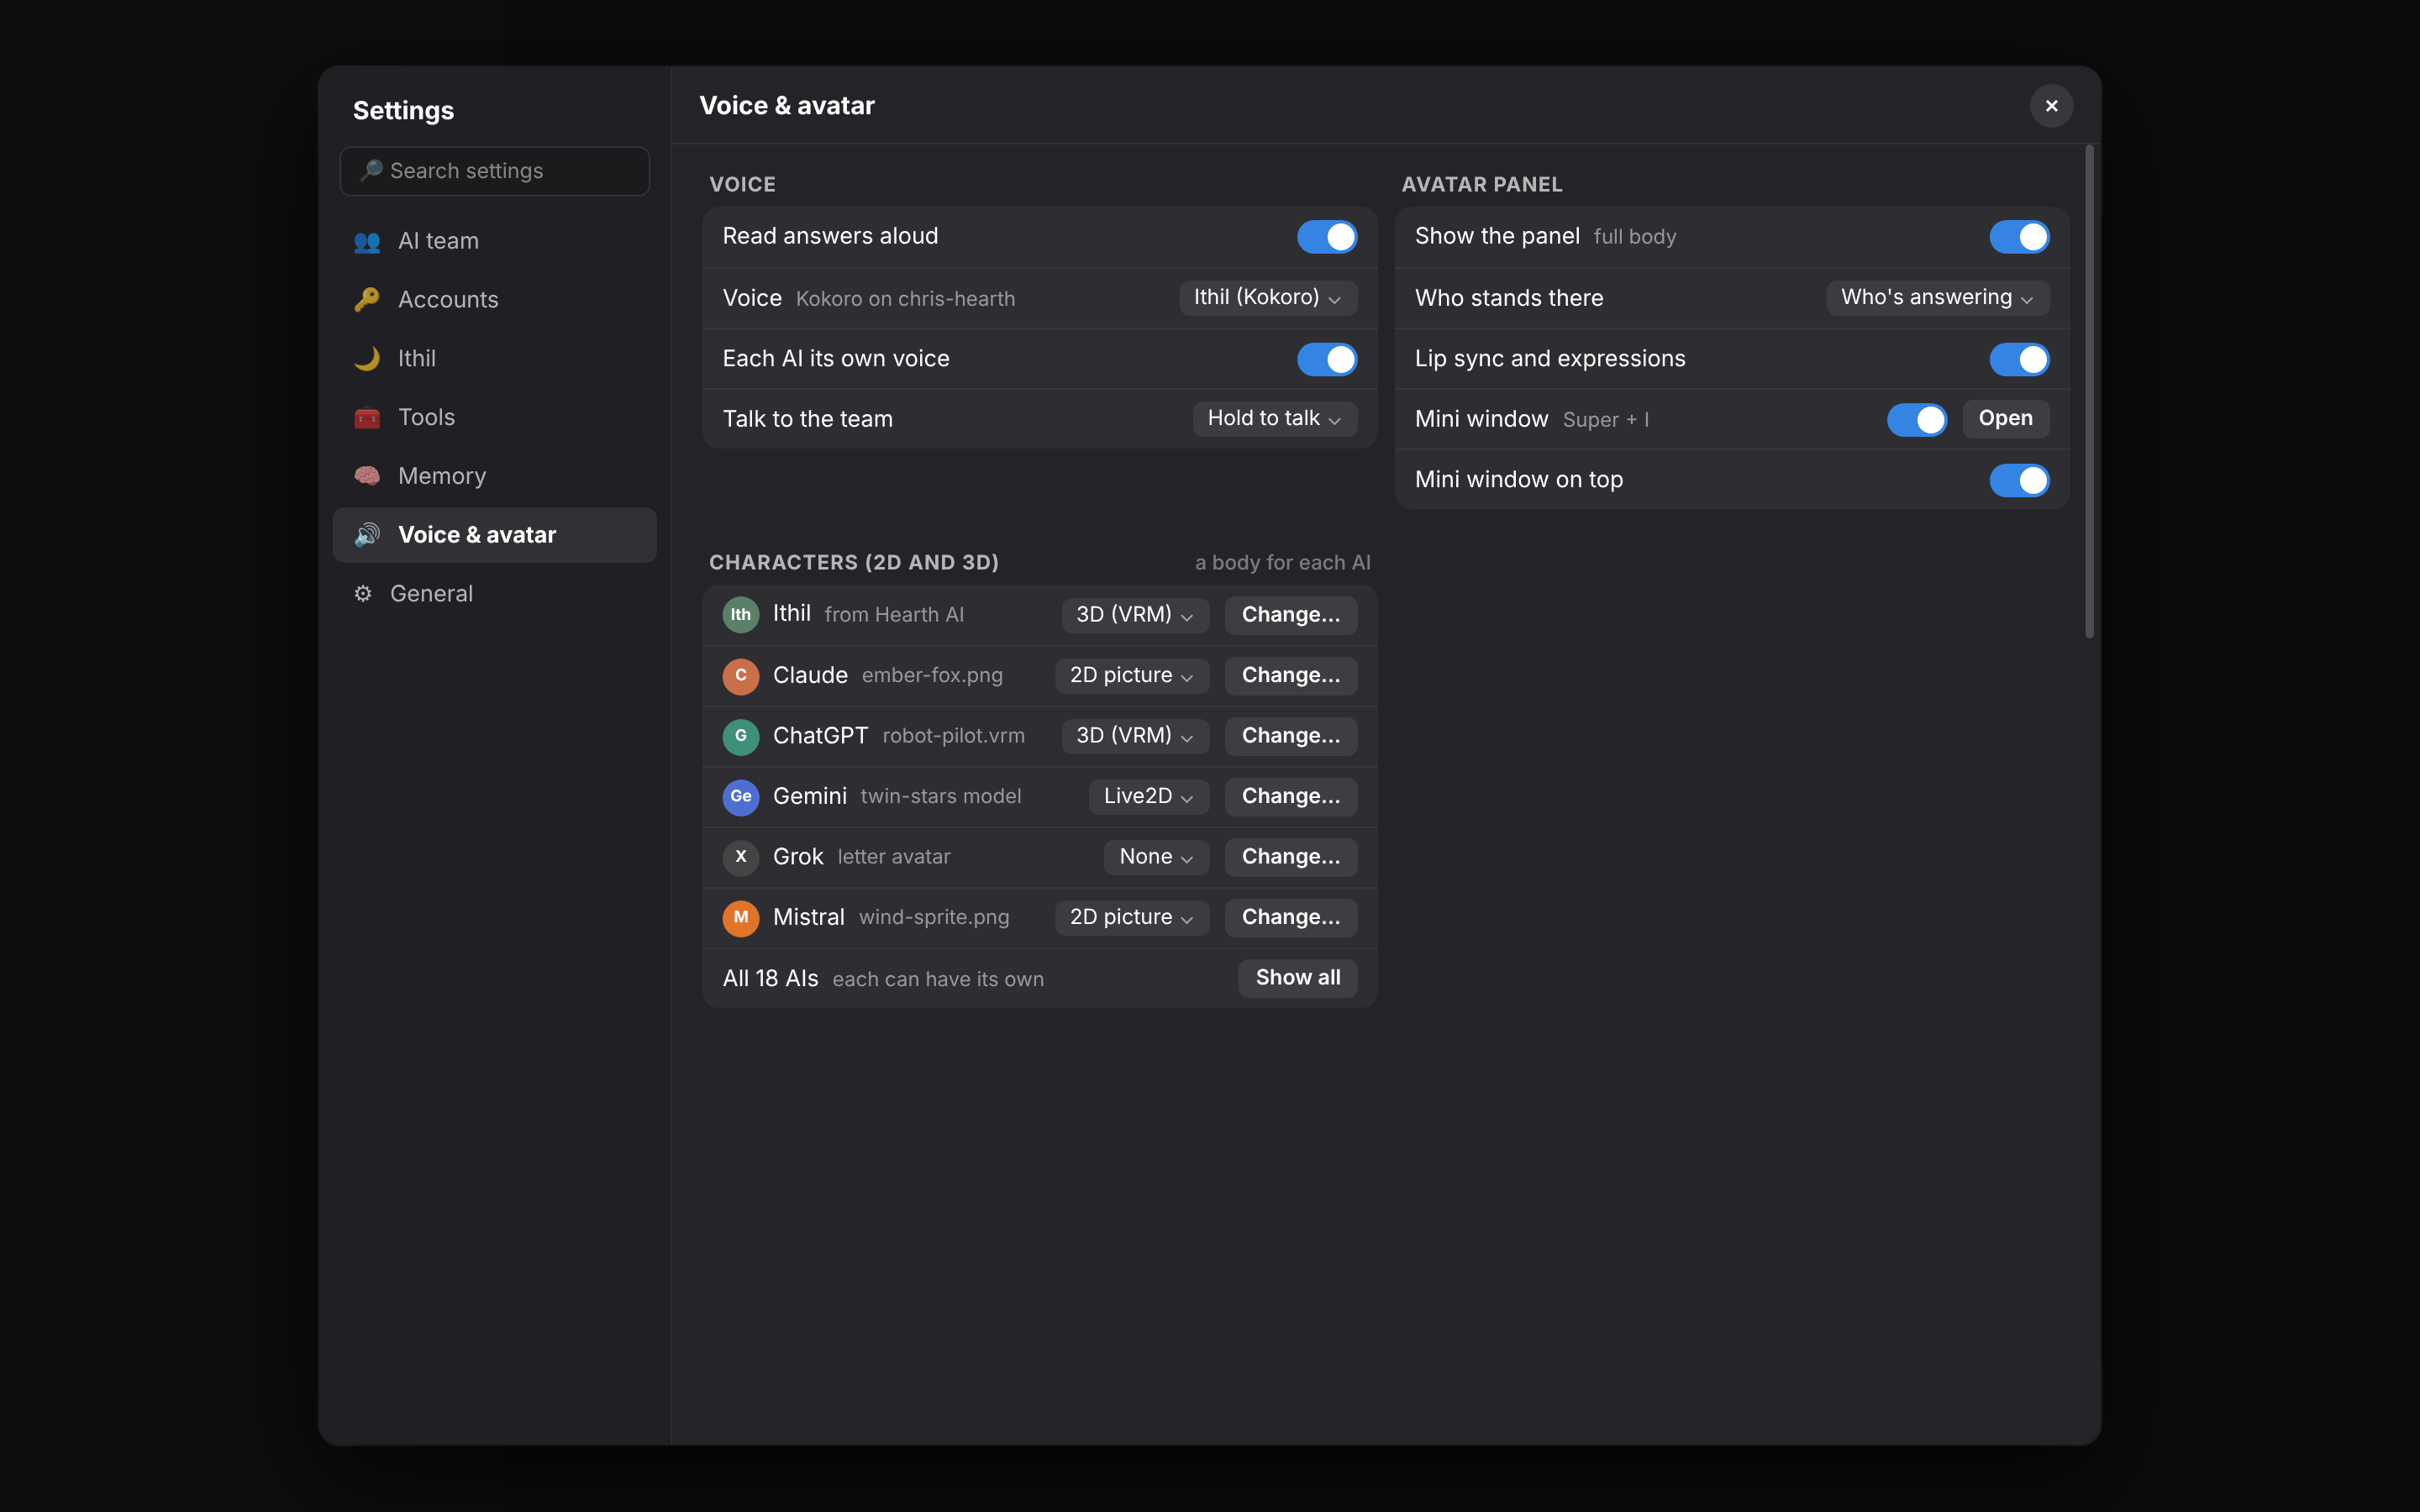 Settings
🔎 Search settings
👥 AI team
🔑 Accounts
🌙 Ithil
🧰 Tools
🧠 Memory
🔊 Voice & avatar
⚙ General
Voice & avatar
×
VOICE
Read answers aloud
Voice Kokoro on chris-hearth Ithil (Kokoro)
Each AI its own voice
Talk to the team Hold to talk
AVATAR PANEL
Show the panel full body
Who stands there Who's answering
Lip sync and expressions
Mini window Super + I Open
Mini window on top
CHARACTERS (2D AND 3D) a body for each AI
Ith Ithil from Hearth AI 3D (VRM) Change...
C Claude ember-fox.png 2D picture Change...
G ChatGPT robot-pilot.vrm 3D (VRM) Change...
Ge Gemini twin-stars model Live2D Change...
X Grok letter avatar None Change...
M Mistral wind-sprite.png 2D picture Change...
All 18 AIs each can have its own Show all